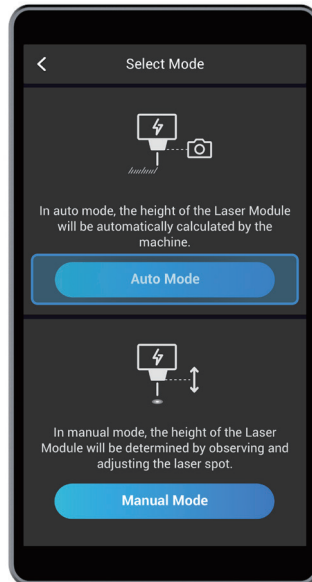 Select Mode
In auto mode, the height of the Laser Module
will be automatically calculated by the
machine.
Auto Mode
In manual mode, the height of the Laser
Module will be determined by observing and
adjusting the laser spot.
Manual Mode